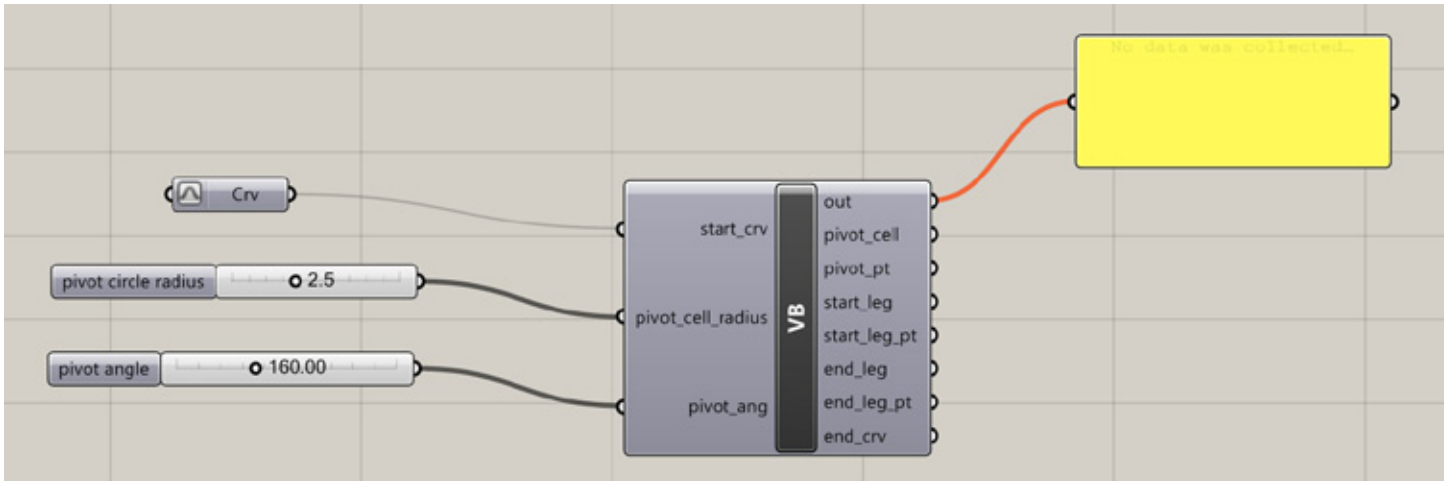 No data was collected…
Crv
pivot circle radius
2.5
pivot angle
160.00
start_crv
pivot_cell_radius
pivot_ang
VB
out
pivot_cell
pivot_pt
start_leg
start_leg_pt
end_leg
end_leg_pt
end_crv